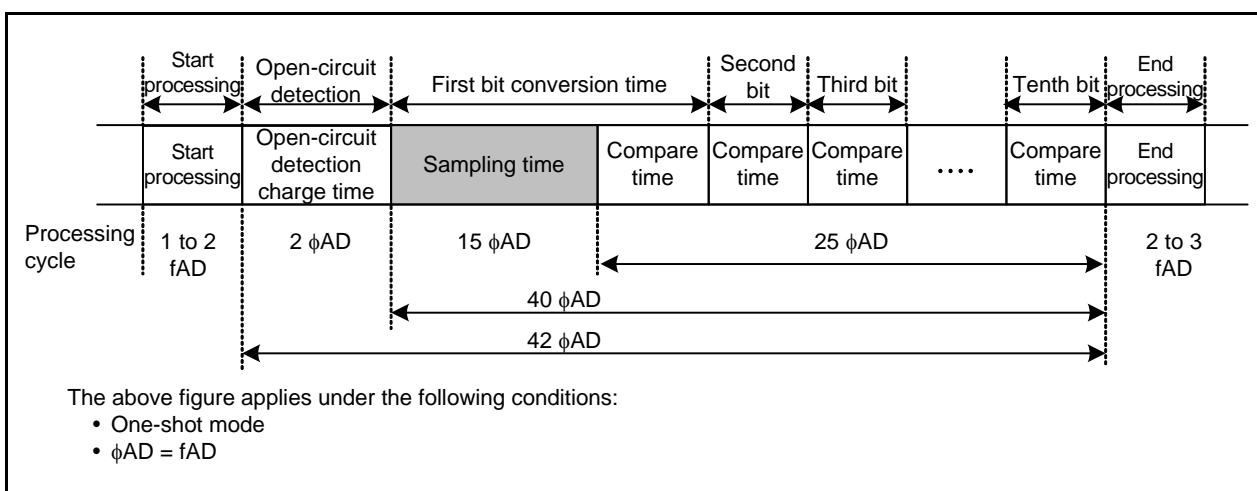 Start
processing
Open-circuit
detection
First bit conversion time
Second
bit
Third bit
Tenth bit
End
processing
Start
processing
Open-circuit
detection
charge time
Sampling time
Compare
time
Compare
time
Compare
time
....
Compare
time
End
processing
Processing
cycle
1 to 2
fAD
2 ϕAD
15 ϕAD
25 ϕAD
2 to 3
fAD
40 ϕAD
42 ϕAD
The above figure applies under the following conditions:
• One-shot mode
• ϕAD = fAD